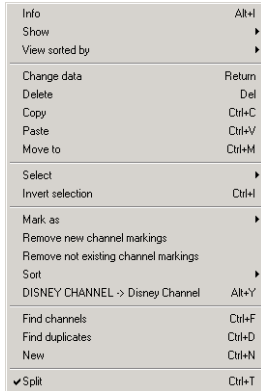 Info Alt+I
Show
View sorted by
Change data Return
Delete Del
Copy Ctrl+C
Paste Ctrl+V
Move to Ctrl+M
Select
Invert selection Ctrl+I
Mark as
Remove new channel markings
Remove not existing channel markings
Sort
DISNEY CHANNEL -> Disney Channel Alt+Y
Find channels Ctrl+F
Find duplicates Ctrl+D
New Ctrl+N
Split Ctrl+T